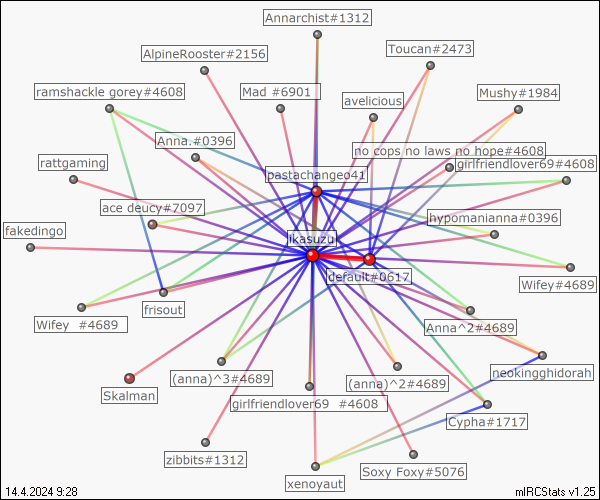 Annarchist#1312
AlpineRooster#2156
Toucan#2473
ramshackle gorey#4608
Mad #6901
Mushy#1984
avelicious
Anna.#0396
no cops no laws no hope#4608
rattgaming
girlfriendlover69#4608
pastachangeo41
ace deucy#7097
hypomanianna#0396
fakedingo
likasuzu
default#0617
Wifey#4689
frisout
Wifey #4689
Anna^2#4689
neokingghidorah
(anna)^3#4689
(anna)^2#4689
Skalman
girlfriendlover69 #4608
Cypha#1717
zibbits#1312
Soxy Foxy#5076
xenoyaut
14.4.2024 9:28
mIRCStats v1.25